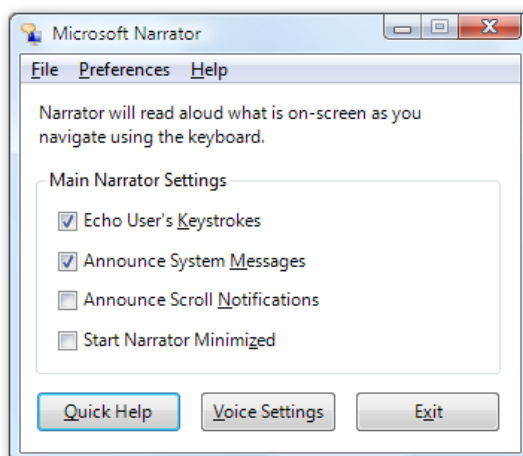 Microsoft Narrator
File Preferences Help
Narrator will read aloud what is on-screen as you
navigate using the keyboard.
Main Narrator Settings
Echo User's Keystrokes
Announce System Messages
Announce Scroll Notifications
Start Narrator Minimized
Quick Help Voice Settings Exit